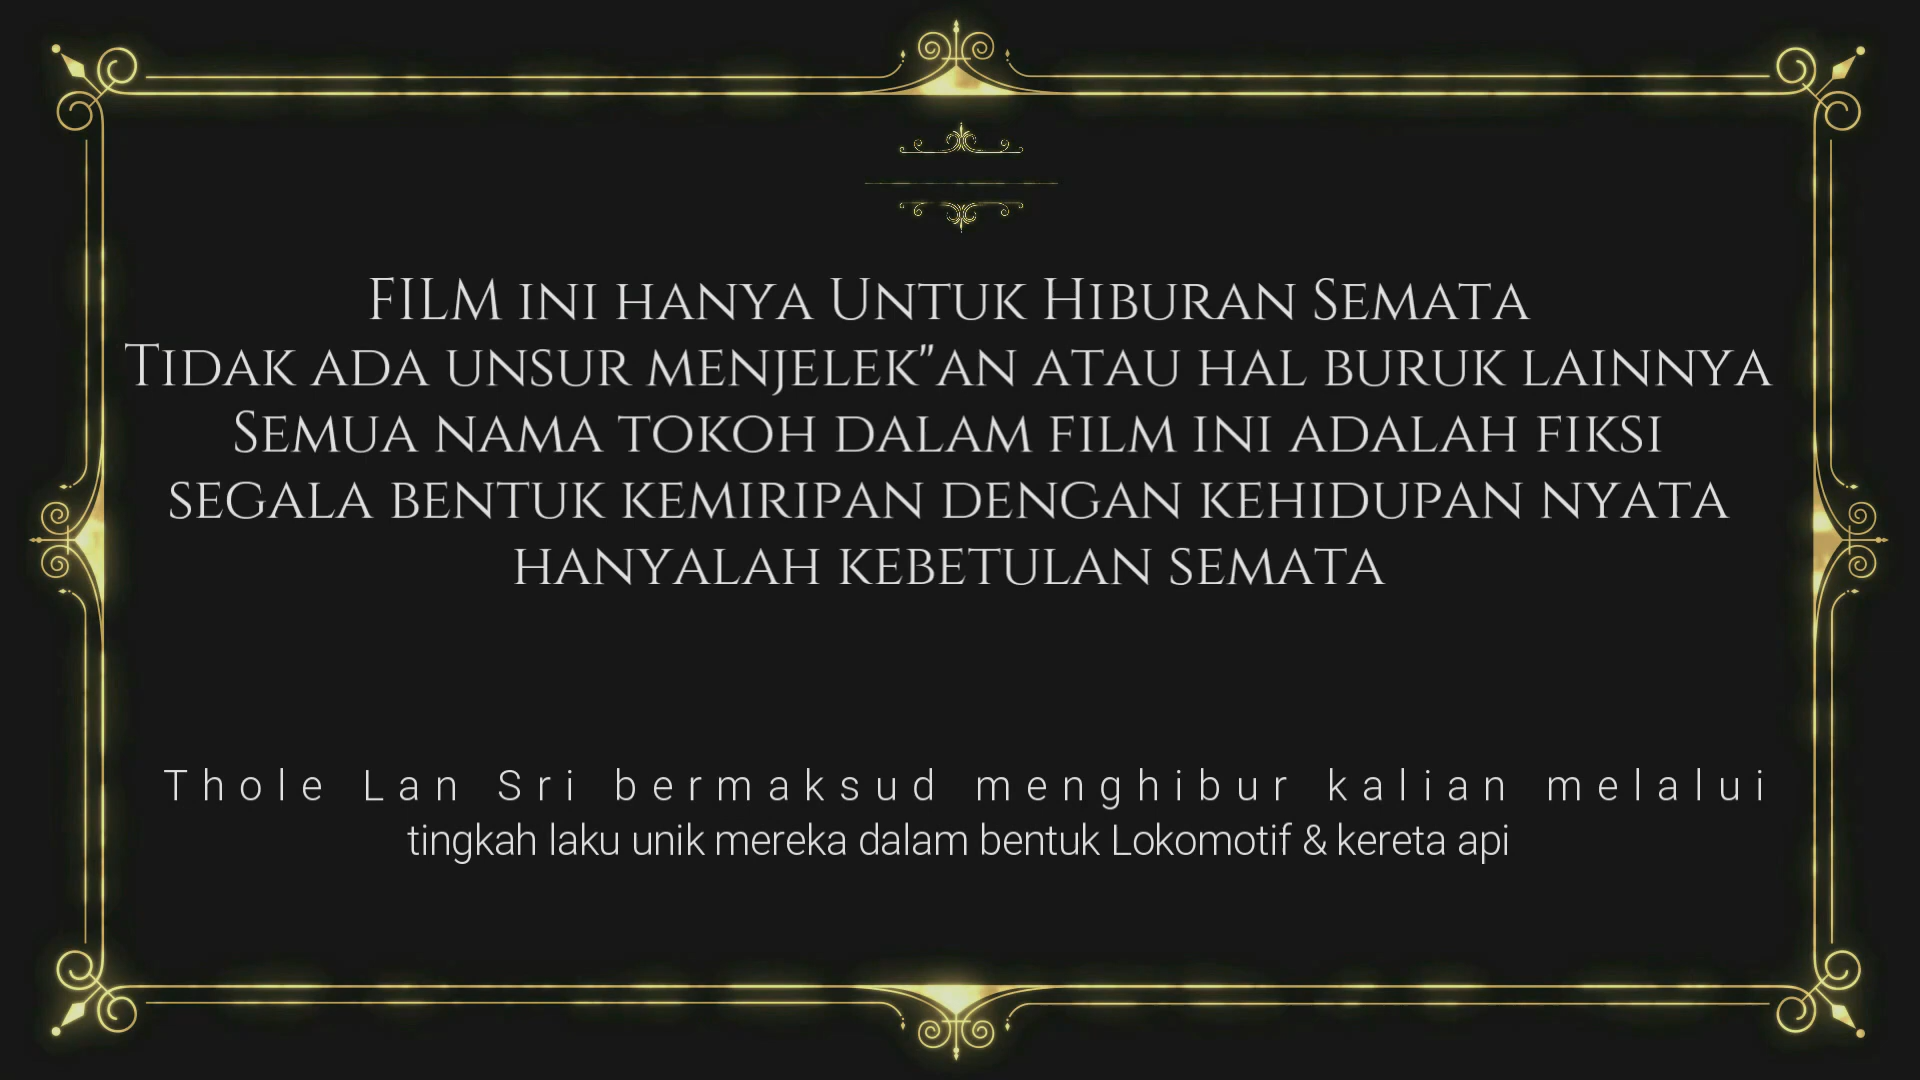 FILM INI HANYA UNTUK HIBURAN SEMATA
TIDAK ADA UNSUR MENJELEK"AN ATAU HAL BURUK LAINNYA
SEMUA NAMA TOKOH DALAM FILM INI ADALAH FIKSI
SEGALA BENTUK KEMIRIPAN DENGAN KEHIDUPAN NYATA
HANYALAH KEBETULAN SEMATA
Thole Lan Sri bermaksud menghibur kalian melalui
tingkah laku unik mereka dalam bentuk Lokomotif & kereta api